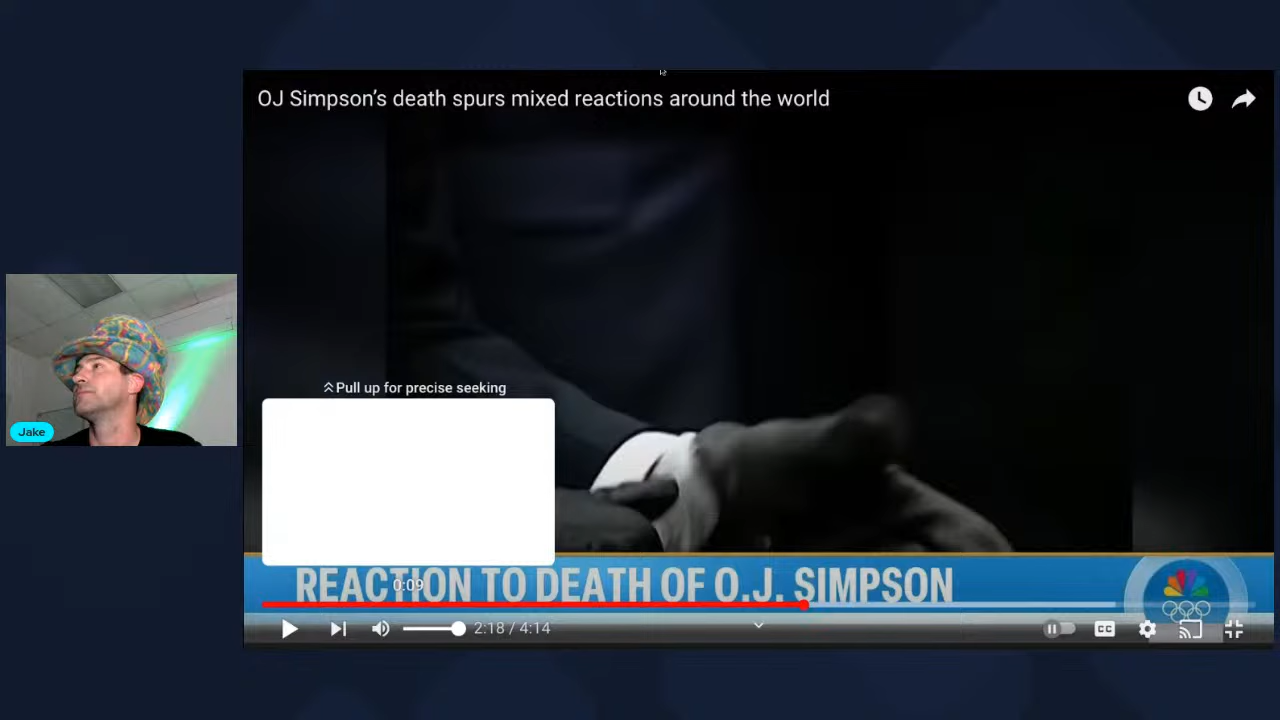 OJ Simpson’s death spurs mixed reactions around the world
Jake
Pull up for precise seeking
0:09
REACTION TO DEATH OF O.J. SIMPSON
2:18 / 4:14
CC